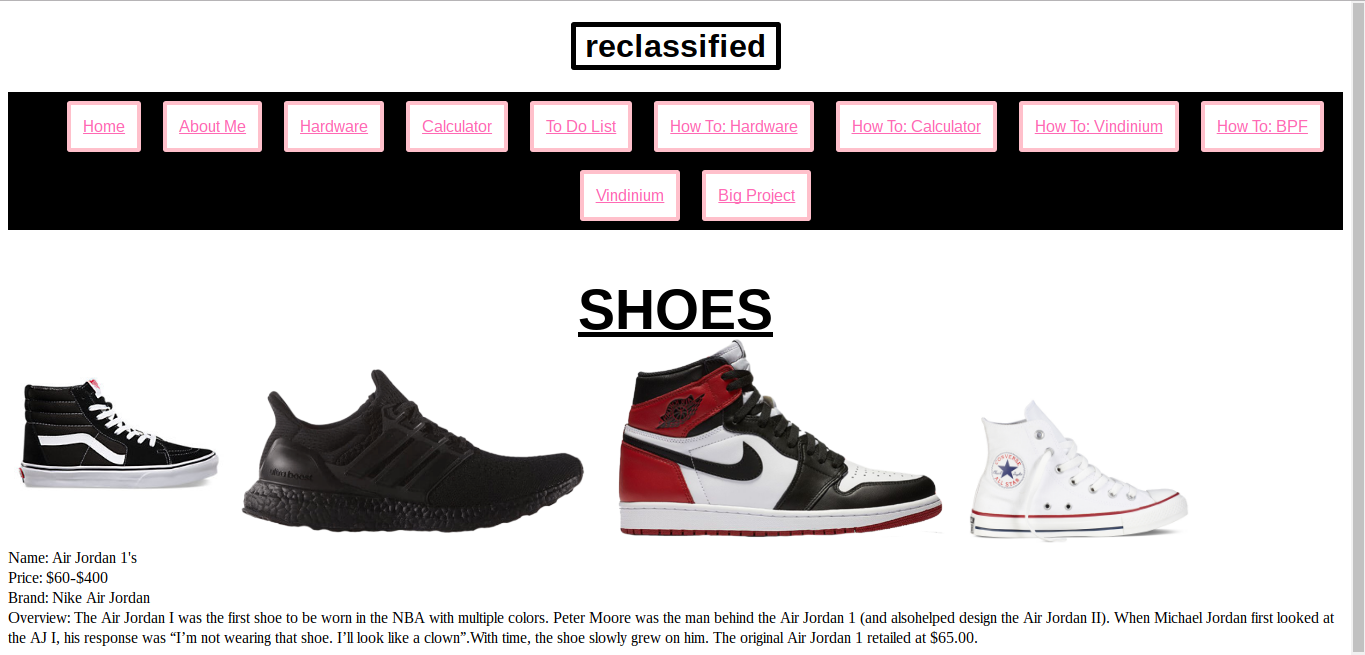 reclassified
Home About Me Hardware Calculator To Do List How To: Hardware How To: Calculator How To: Vindinium How To: BPF
Vindinium Big Project
SHOES
ultra boost
CONVERSE
ALL STAR
Name: Air Jordan 1's
Price: $60-$400
Brand: Nike Air Jordan
Overview: The Air Jordan I was the first shoe to be worn in the NBA with multiple colors. Peter Moore was the man behind the Air Jordan 1 (and alsohelped design the Air Jordan II). When Michael Jordan first looked at
the AJ I, his response was “I’m not wearing that shoe. I’ll look like a clown”.With time, the shoe slowly grew on him. The original Air Jordan 1 retailed at $65.00.